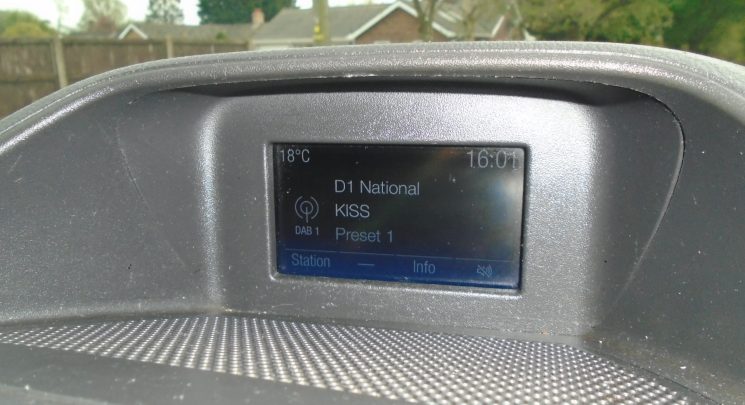 18°C 16:01
D1 National
KISS
DAB 1
Preset 1
Station — Info